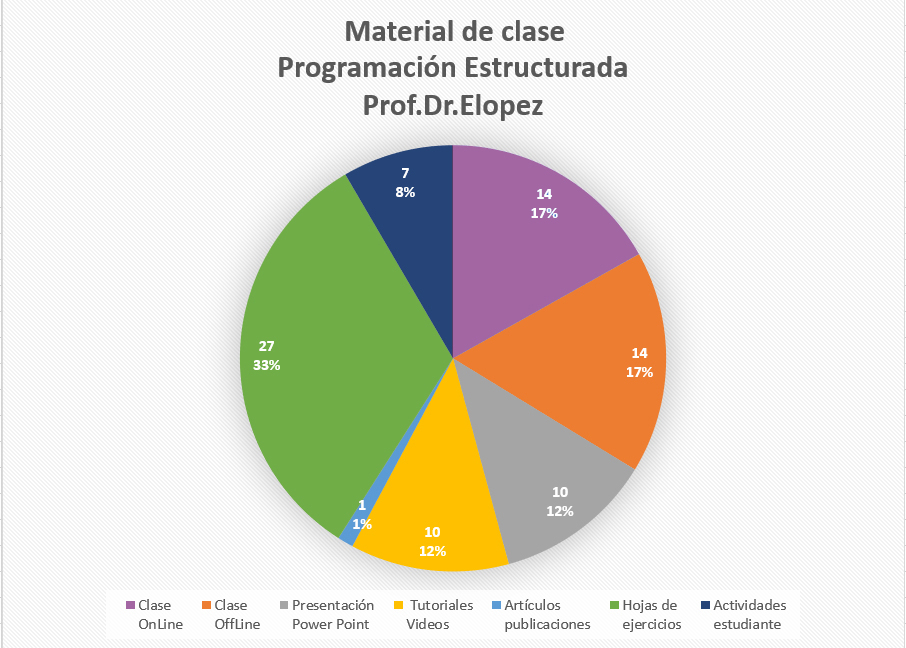 Material de clase
Programación Estructurada
Prof.Dr.Elopez
7
8%
14
17%
14
17%
27
33%
10
12%
1
1%
10
12%
Clase
OnLine
Clase
OffLine
Presentación
Power Point
Tutoriales
Videos
Artículos
publicaciones
Hojas de
ejercicios
Actividades
estudiante